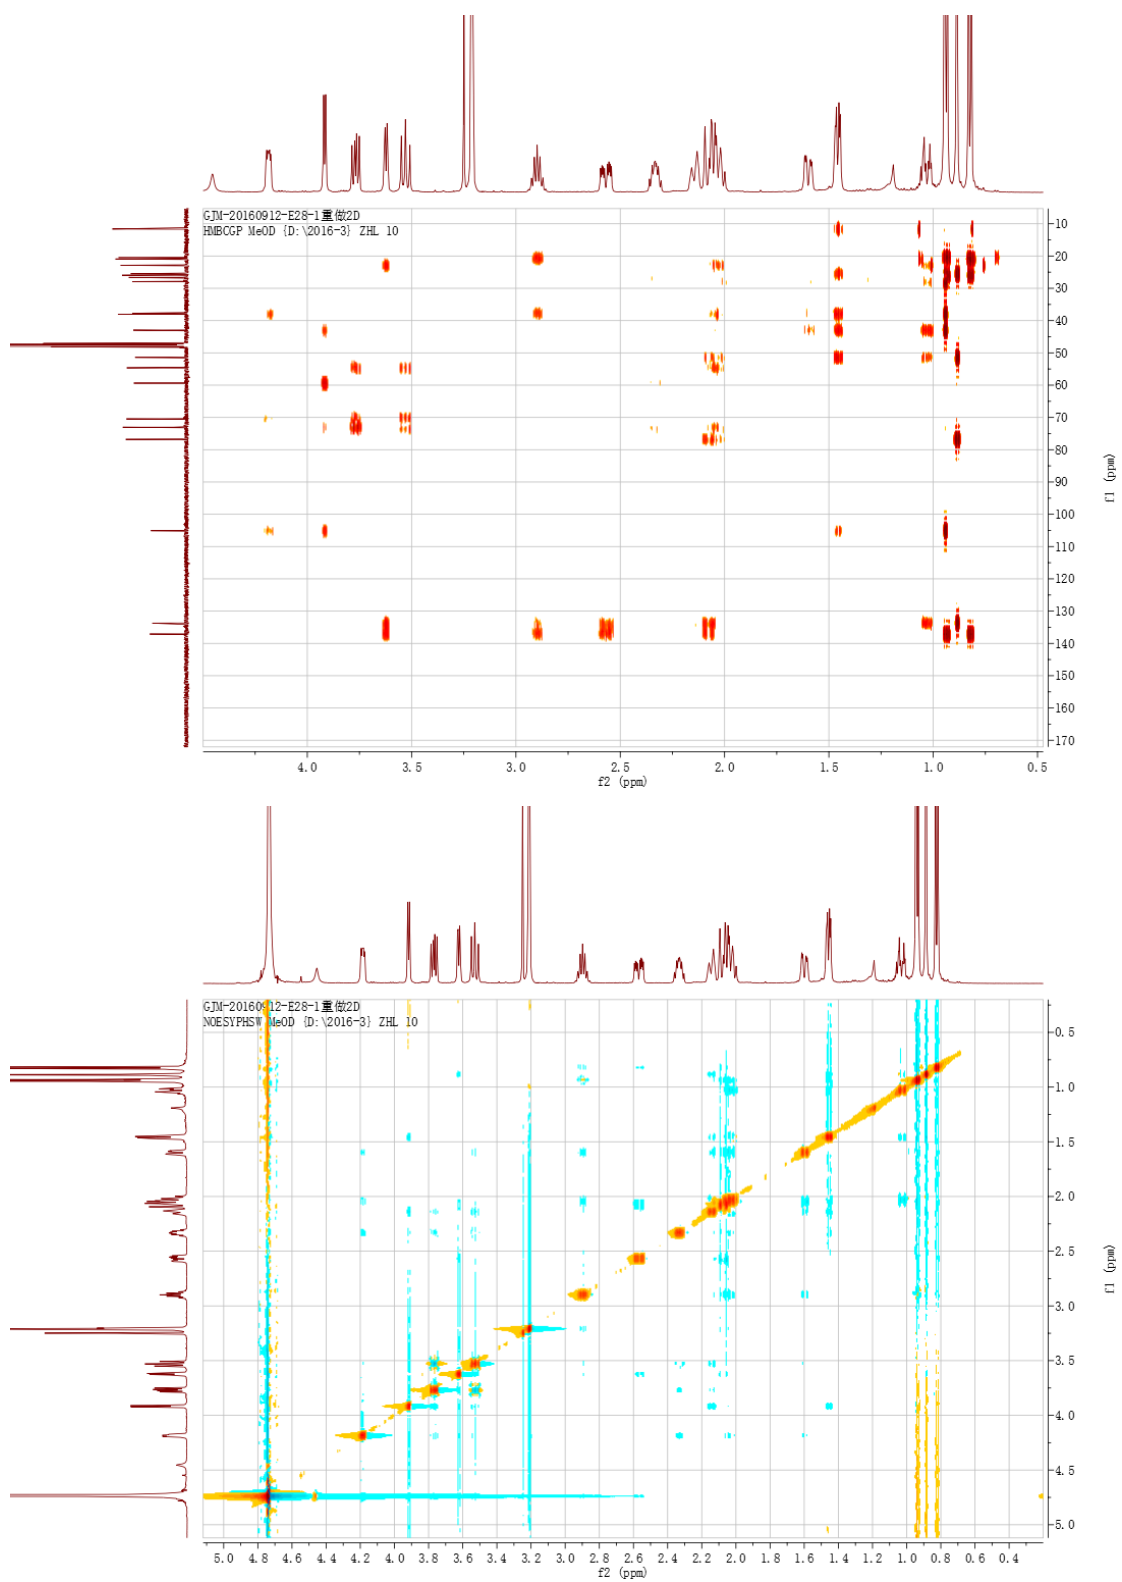 GJM-20160912-E28-1重做2D
HMBCGP MeOD {D:\2016-3} ZHL 10
10
20
30
40
50
60
70
80
90
100
110
120
130
140
150
160
170
f1 (ppm)
4.0 3.5 3.0 2.5 2.0 1.5 1.0 0.5
f2 (ppm)
GJM-20160912-E28-1重做2D
NOESYPHSW MeOD {D:\2016-3} ZHL 10
0.5
1.0
1.5
2.0
2.5
3.0
3.5
4.0
4.5
5.0
f1 (ppm)
5.0 4.8 4.6 4.4 4.2 4.0 3.8 3.6 3.4 3.2 3.0 2.8 2.6 2.4 2.2 2.0 1.8 1.6 1.4 1.2 1.0 0.8 0.6 0.4
f2 (ppm)